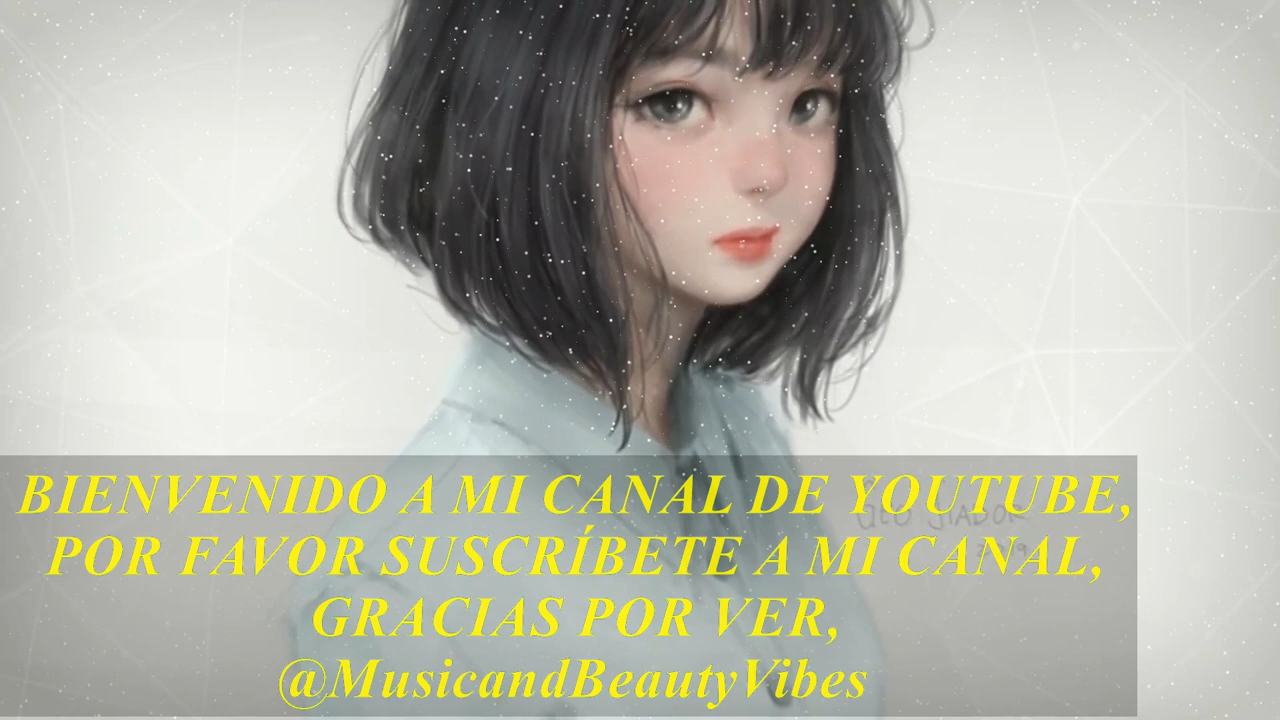 BIENVENIDO A MI CANAL DE YOUTUBE,
POR FAVOR SUSCRÍBETE A MI CANAL,
GRACIAS POR VER,
@MusicandBeautyVibes